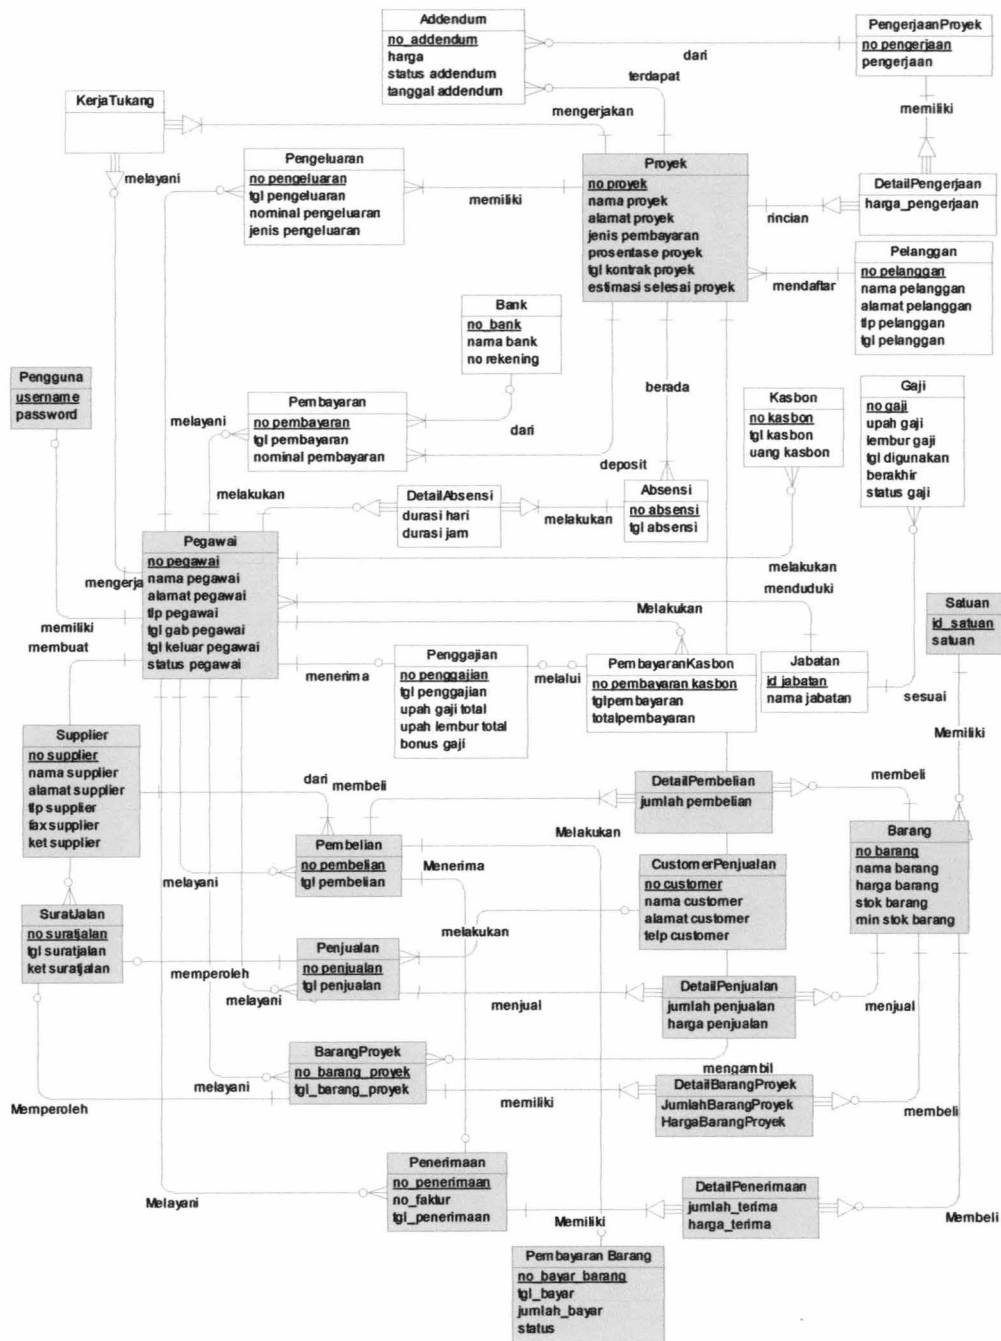 Addendum
no_addendum
harga
status addendum
tanggal addendum
PengerjaanProyek
no pengerjaan
pengerjaan
dari
terdapat
mengerjakan
memiliki
KerjaTukang
melayani
Pengeluaran
no pengeluaran
tgl pengeluaran
nominal pengeluaran
jenis pengeluaran
memiliki
Proyek
no proyek
nama proyek
alamat proyek
jenis pembayaran
prosentase proyek
tgl kontrak proyek
estimasi selesai proyek
rincian
DetailPengerjaan
harga_pengerjaan
mendaftar
Pelanggan
no pelanggan
nama pelanggan
alamat pelanggan
tlp pelanggan
tgl pelanggan
Bank
no_bank
nama bank
no rekening
Pengguna
username
password
melayani
Pembayaran
no pembayaran
tgl pembayaran
nominal pembayaran
dari
berada
deposit
Kasbon
no kasbon
tgl kasbon
uang kasbon
Gaji
no gaji
upah gaji
lembur gaji
tgl digunakan
berakhir
status gaji
melakukan
DetailAbsensi
durasi hari
durasi jam
melakukan
Absensi
no absensi
tgl absensi
Pegawai
no pegawai
nama pegawai
alamat pegawai
tlp pegawai
tgl gab pegawai
tgl keluar pegawai
status pegawai
mengerja
memiliki
membuat
melakukan
menduduki
Melakukan
menerima
Penggajian
no penggajian
tgl penggajian
upah gaji total
upah lembur total
bonus gaji
melalui
PembayaranKasbon
no pembayaran kasbon
tglpembayaran
totalpembayaran
Jabatan
id_jabatan
nama jabatan
sesuai
Satuan
id_satuan
satuan
Memiliki
Supplier
no supplier
nama supplier
alamat supplier
tlp supplier
fax supplier
ket supplier
dari
membeli
DetailPembelian
jumlah pembelian
membeli
Melakukan
Pembelian
no pembelian
tgl pembelian
melayani
Menerima
CustomerPenjualan
no customer
nama customer
alamat customer
telp customer
Barang
no barang
nama barang
harga barang
stok barang
min stok barang
SuratJalan
no suratjalan
tgl suratjalan
ket suratjalan
melakukan
Penjualan
no penjualan
tgl penjualan
memperoleh
melayani
menjual
DetailPenjualan
jumlah penjualan
harga penjualan
menjual
BarangProyek
no_barang_proyek
tgl_barang_proyek
melayani
Memperoleh
memiliki
mengambil
DetailBarangProyek
JumlahBarangProyek
HargaBarangProyek
membeli
Penerimaan
no_penerimaan
no_faktur
tgl_penerimaan
Melayani
Memiliki
DetailPenerimaan
jumlah_terima
harga_terima
Membeli
Pembayaran Barang
no_bayar_barang
tgl_bayar
jumlah_bayar
status